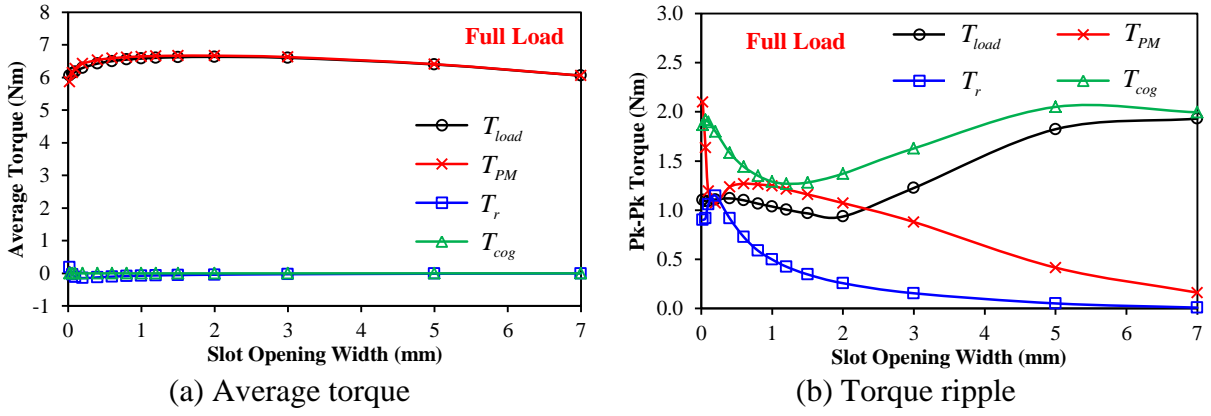 8
7
6
5
4
3
2
1
0
-1
Average Torque (Nm)
Full Load
T_load
T_PM
T_r
T_cog
0 1 2 3 4 5 6 7
Slot Opening Width (mm)
(a) Average torque
3.0
2.5
2.0
1.5
1.0
0.5
0.0
Pk-Pk Torque (Nm)
Full Load
T_load T_PM
T_r T_cog
0 1 2 3 4 5 6 7
Slot Opening Width (mm)
(b) Torque ripple